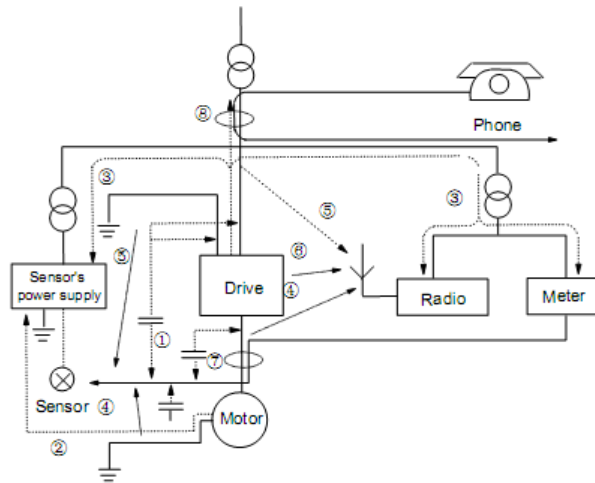 ⑧
Phone
③
⑤
③
⑤
⑥
Sensor's
power supply
Drive
④
Radio
Meter
①
⑦
Sensor
④
Motor
②